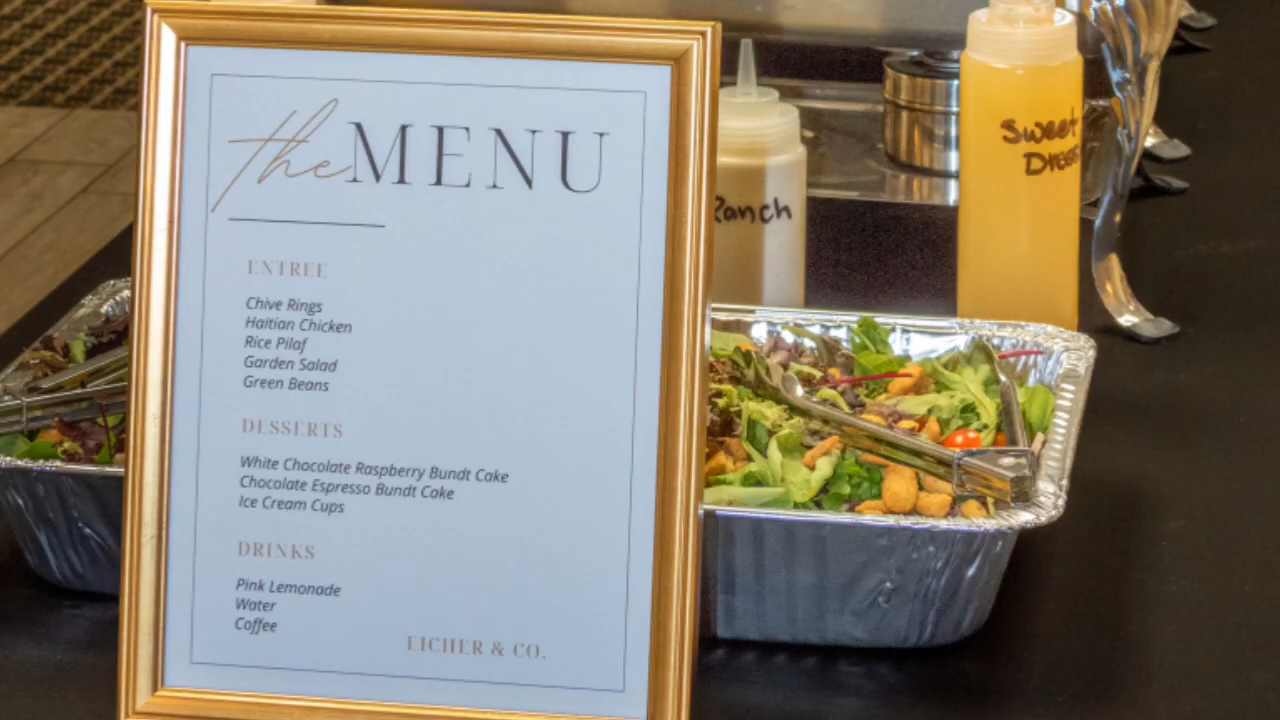 the MENU
ENTREE
Chive Rings
Haitian Chicken
Rice Pilaf
Garden Salad
Green Beans
DESSERTS
White Chocolate Raspberry Bundt Cake
Chocolate Espresso Bundt Cake
Ice Cream Cups
DRINKS
Pink Lemonade
Water
Coffee
EICHER & CO.
Ranch
Sweet